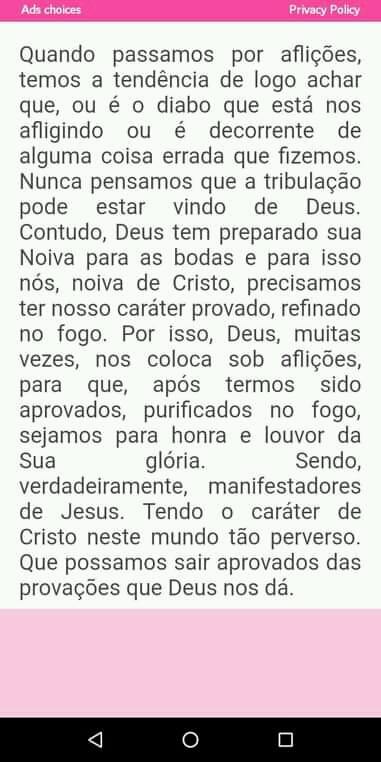 Ads choices Privacy Policy
Quando passamos por aflições,
temos a tendência de logo achar
que, ou é o diabo que está nos
afligindo ou é decorrente de
alguma coisa errada que fizemos.
Nunca pensamos que a tribulação
pode estar vindo de Deus.
Contudo, Deus tem preparado sua
Noiva para as bodas e para isso
nós, noiva de Cristo, precisamos
ter nosso caráter provado, refinado
no fogo. Por isso, Deus, muitas
vezes, nos coloca sob aflições,
para que, após termos sido
aprovados, purificados no fogo,
sejamos para honra e louvor da
Sua glória. Sendo,
verdadeiramente, manifestadores
de Jesus. Tendo o caráter de
Cristo neste mundo tão perverso.
Que possamos sair aprovados das
provações que Deus nos dá.